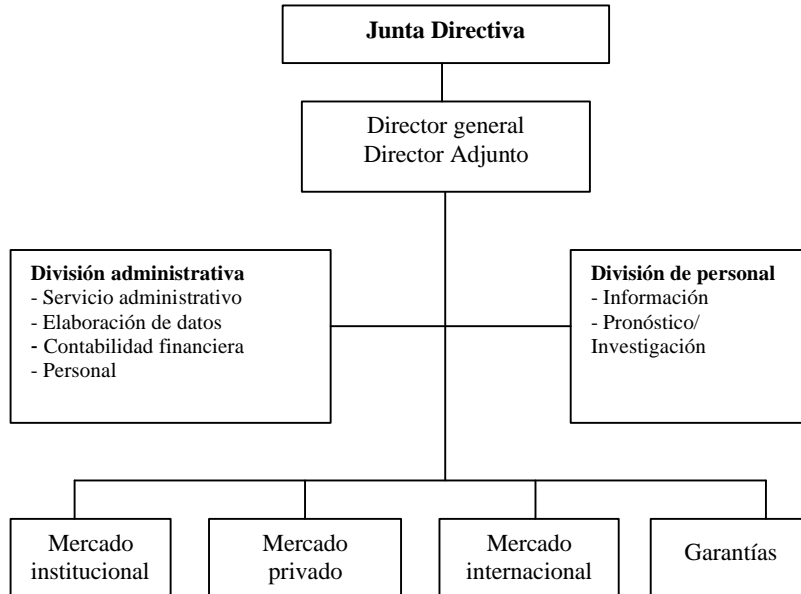 Junta Directiva
Director general
Director Adjunto
División administrativa
- Servicio administrativo
- Elaboración de datos
- Contabilidad financiera
- Personal
División de personal
- Información
- Pronóstico/
Investigación
Mercado
institucional
Mercado
privado
Mercado
internacional
Garantías